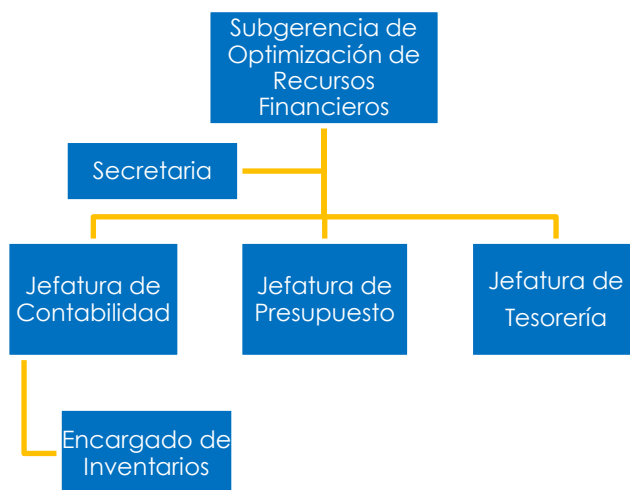 Subgerencia de
Optimización de
Recursos
Financieros
Secretaria
Jefatura de
Contabilidad
Jefatura de
Presupuesto
Jefatura de
Tesorería
Encargado de
Inventarios